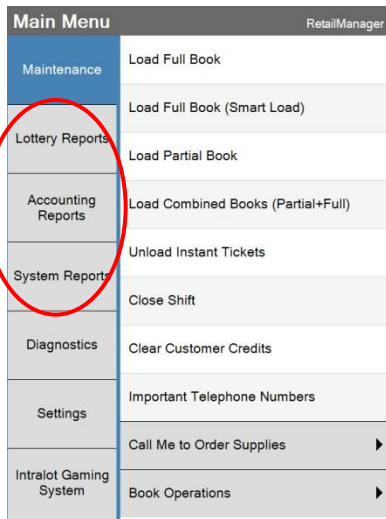 Main Menu RetailManager
Maintenance
Lottery Reports
Accounting
Reports
System Reports
Diagnostics
Settings
Intralot Gaming
System
Load Full Book
Load Full Book (Smart Load)
Load Partial Book
Load Combined Books (Partial+Full)
Unload Instant Tickets
Close Shift
Clear Customer Credits
Important Telephone Numbers
Call Me to Order Supplies
Book Operations